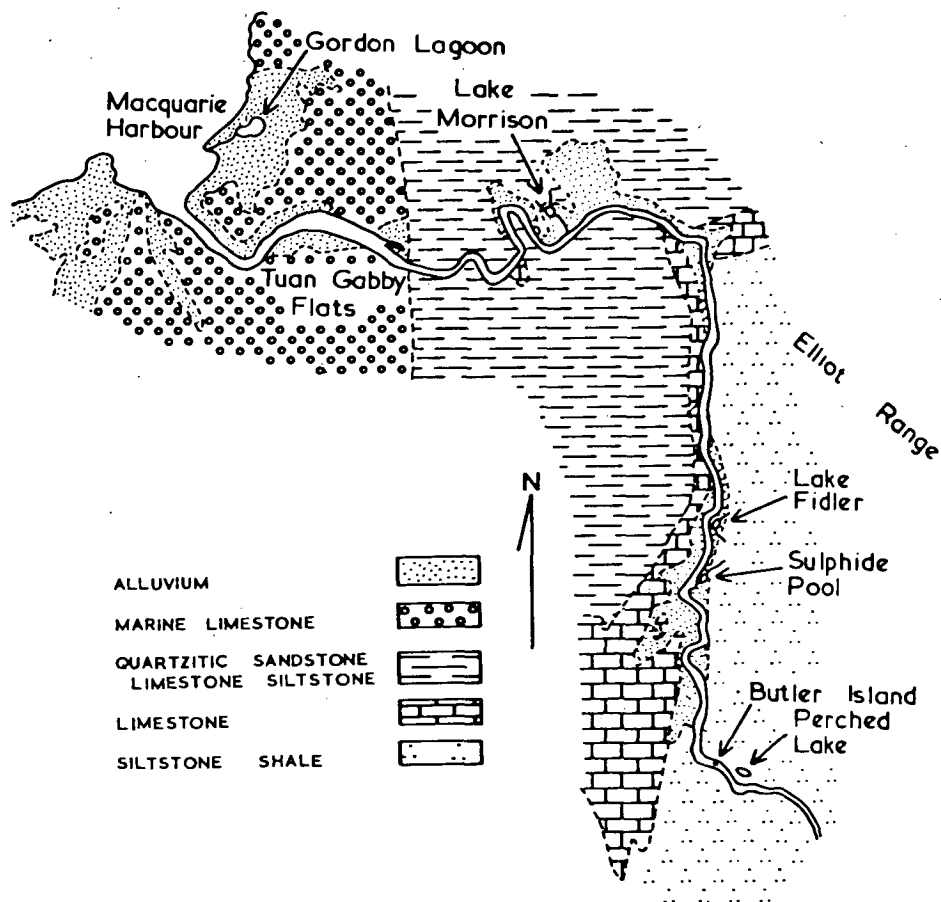 Gordon Lagoon
Macquarie
Harbour
Lake
Morrison
Tuan Gabby
Flats
Elliot
Range
N
Lake
Fidler
Sulphide
Pool
Butler Island
Perched
Lake
ALLUVIUM
MARINE LIMESTONE
QUARTZITIC SANDSTONE
LIMESTONE SILTSTONE
LIMESTONE
SILTSTONE SHALE